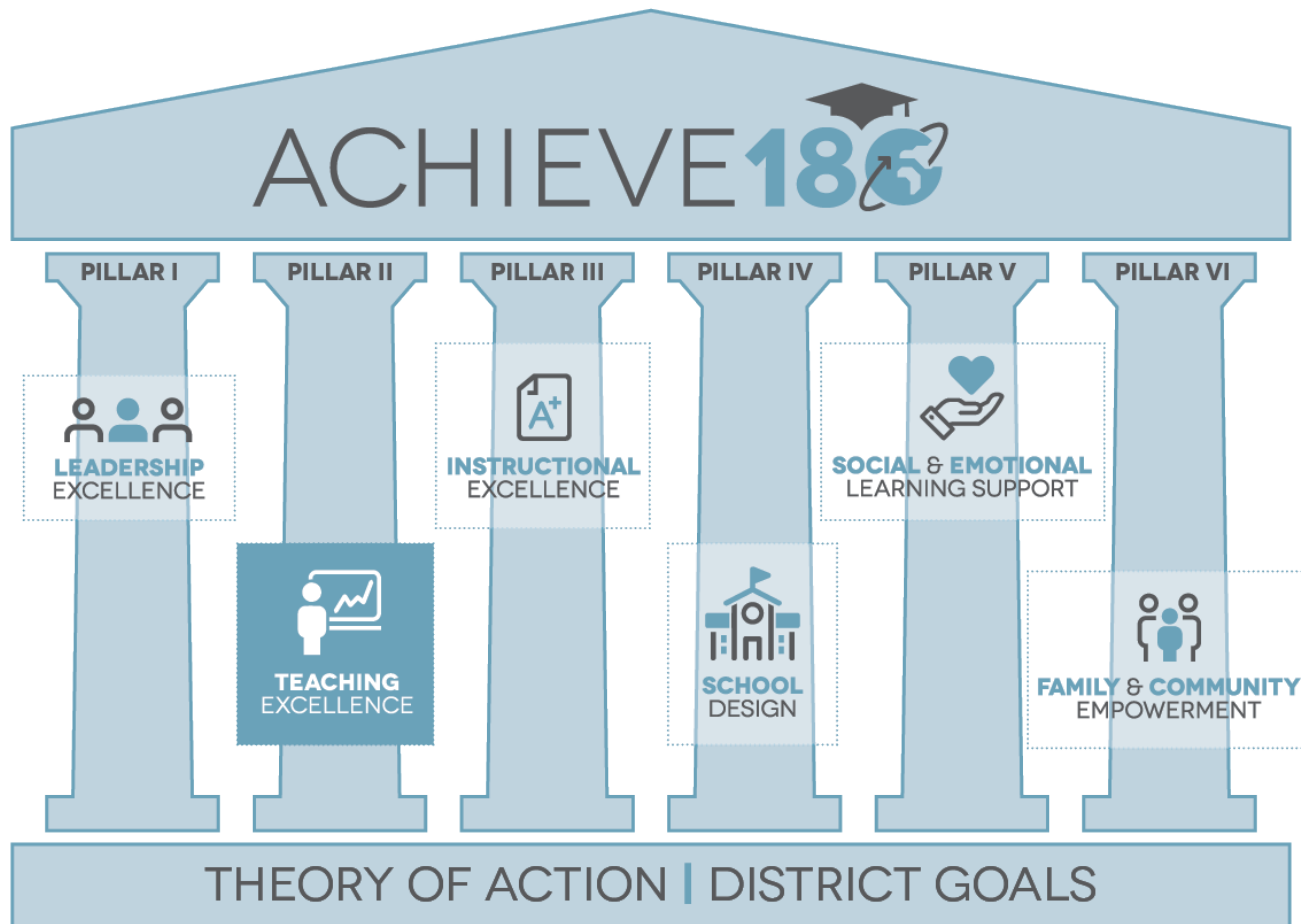 ACHIEVE180
PILLAR I
PILLAR II
PILLAR III
PILLAR IV
PILLAR V
PILLAR VI
LEADERSHIP
EXCELLENCE
TEACHING
EXCELLENCE
A+
INSTRUCTIONAL
EXCELLENCE
SCHOOL
DESIGN
SOCIAL & EMOTIONAL
LEARNING SUPPORT
FAMILY & COMMUNITY
EMPOWERMENT
THEORY OF ACTION | DISTRICT GOALS